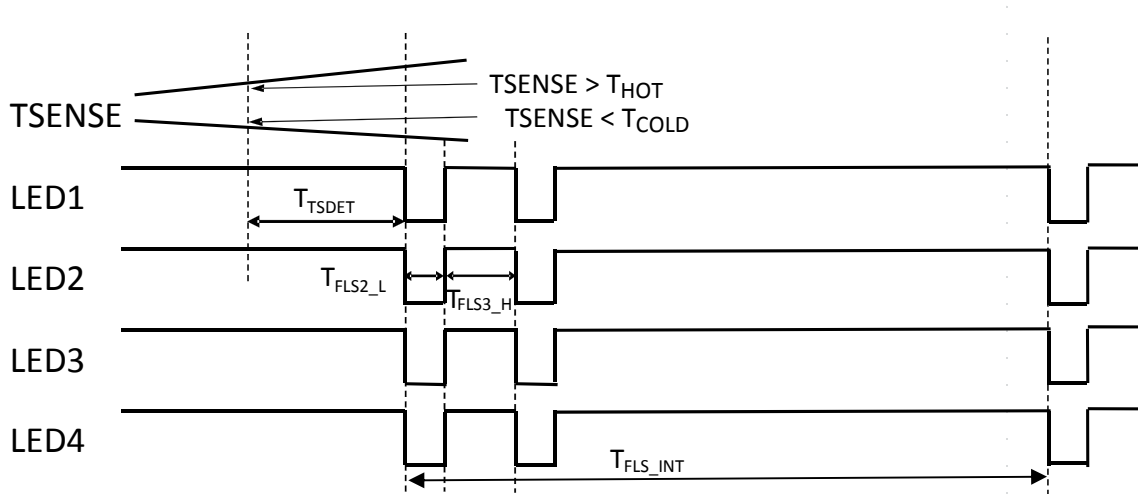 TSENSE > THOT
TSENSE
TSENSE < TCOLD
LED1
TTSDET
LED2
TFLS2_L
TFLS3_H
LED3
LED4
TFLS_INT